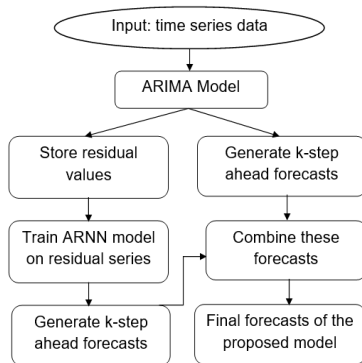 Input: time series data
ARIMA Model
Store residual
values
Generate k-step
ahead forecasts
Train ARNN model
on residual series
Combine these
forecasts
Generate k-step
ahead forecasts
Final forecasts of the
proposed model